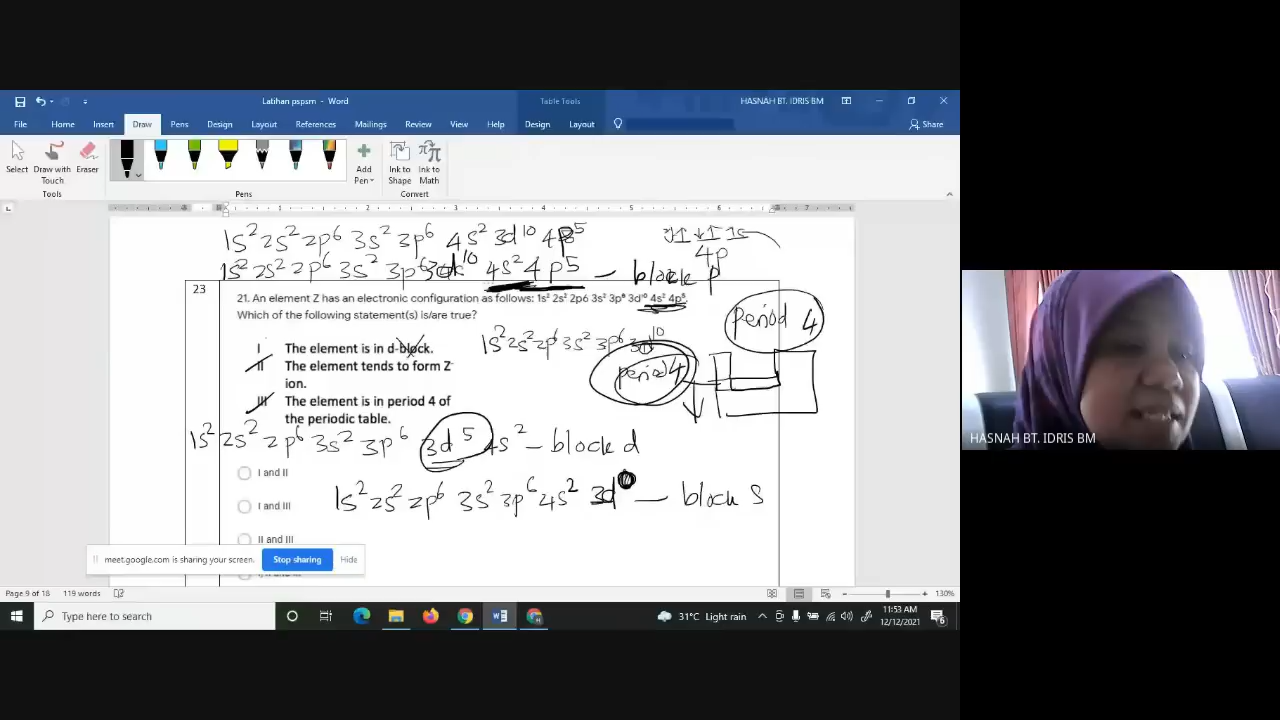 Latihan pspsm - Word
Table Tools
HASNAH BT. IDRIS BM
File Home Insert Draw Pens Design Layout References Mailings Review View Help Design Layout
Share
Select
Draw with Touch
Eraser
Add Pen
Ink to Shape
Ink to Math
Tools
Pens
Convert
1 2 3 4 5 6 7
1s² 2s² 2p⁶ 3s² 3p⁶ 4s² 3d¹⁰ 4p⁵
4p
1s² 2s² 2p⁶ 3s² 3p⁶ 3d¹⁰ 4s² 4p⁵ – block p
23
21. An element Z has an electronic configuration as follows: 1s² 2s² 2p6 3s² 3p⁶ 3d¹⁰ 4s² 4p⁵.
Which of the following statement(s) is/are true?
period 4
1s² 2s² 2p⁶ 3s² 3p⁶ 3d¹⁰
I The element is in d-block.
II The element tends to form Z⁻
ion.
period 4
III The element is in period 4 of
the periodic table.
1s² 2s² 2p⁶ 3s² 3p⁶ 3d⁵ 4s² – block d
I and II
1s² 2s² 2p⁶ 3s² 3p⁶ 4s² 3d – block s
I and III
II and III
meet.google.com is sharing your screen. Stop sharing Hide
Page 9 of 18 119 words
130%
Type here to search
31°C Light rain
11:53 AM
12/12/2021
6
HASNAH BT. IDRIS BM